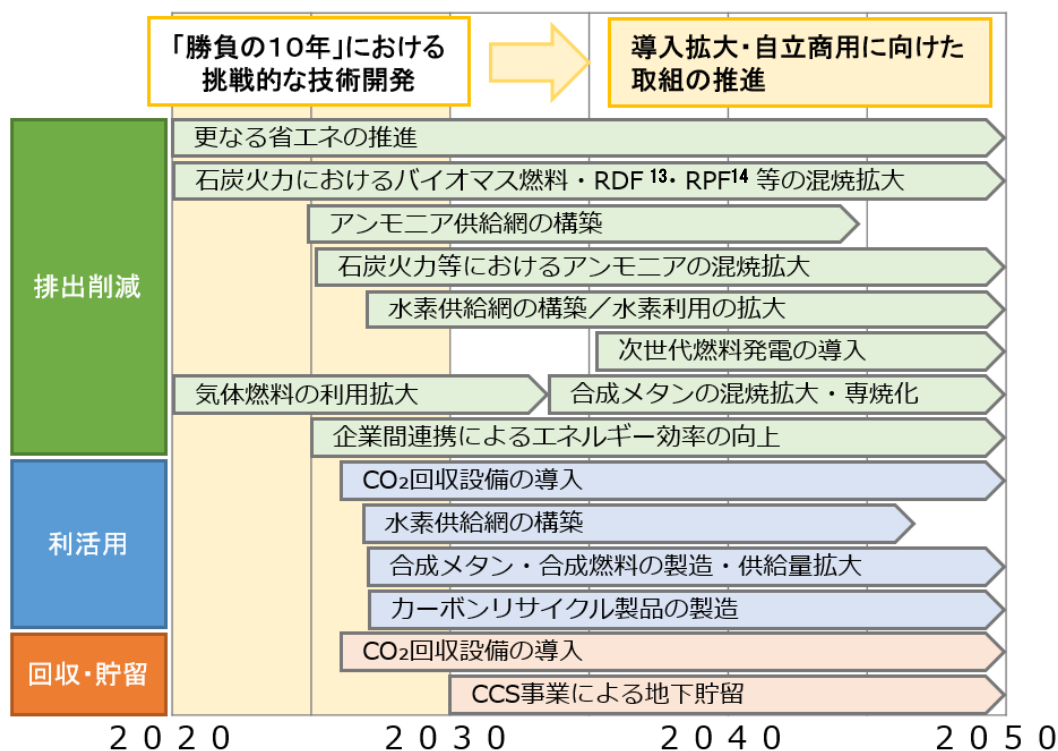 「勝負の10年」における
挑戦的な技術開発
導入拡大・自立商用に向けた
取組の推進
排出削減
更なる省エネの推進
石炭火力におけるバイオマス燃料・RDF13・RPF14 等の混焼拡大
アンモニア供給網の構築
石炭火力等におけるアンモニアの混焼拡大
水素供給網の構築／水素利用の拡大
次世代燃料発電の導入
気体燃料の利用拡大
合成メタンの混焼拡大・専焼化
企業間連携によるエネルギー効率の向上
利活用
CO₂回収設備の導入
水素供給網の構築
合成メタン・合成燃料の製造・供給量拡大
カーボンリサイクル製品の製造
回収・貯留
CO₂回収設備の導入
CCS事業による地下貯留
２０２０ ２０３０ ２０４０ ２０５０